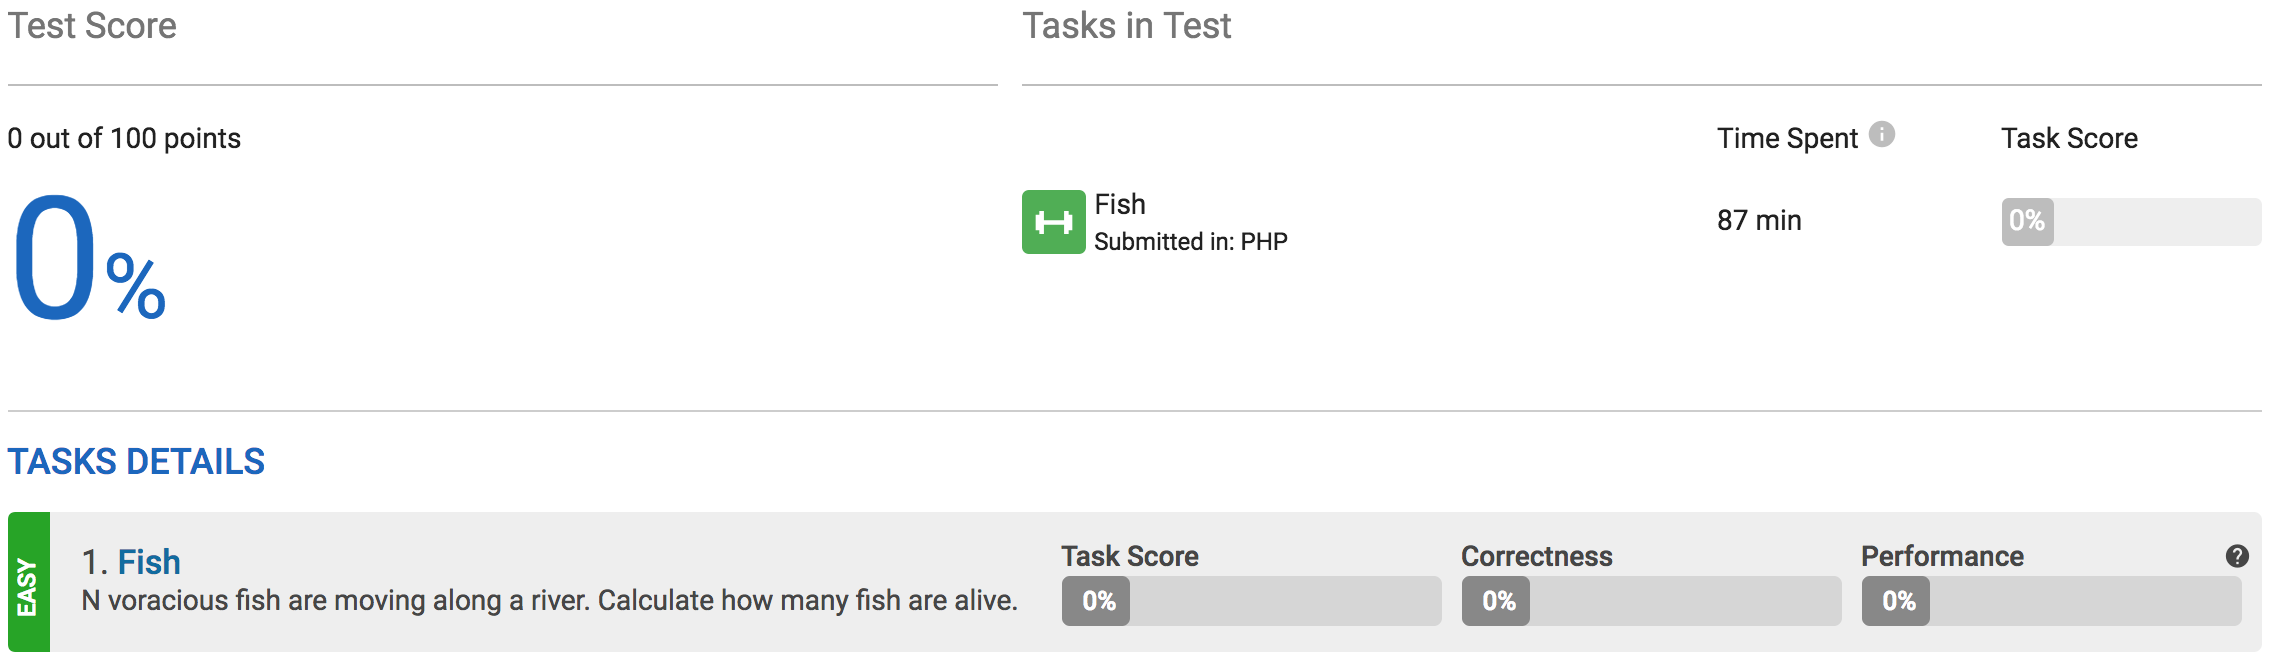 Test Score
Tasks in Test
0 out of 100 points
Time Spent
Task Score
0%
Fish
Submitted in: PHP
87 min
0%
TASKS DETAILS
EASY
1. Fish
N voracious fish are moving along a river. Calculate how many fish are alive.
Task Score
0%
Correctness
0%
Performance
0%